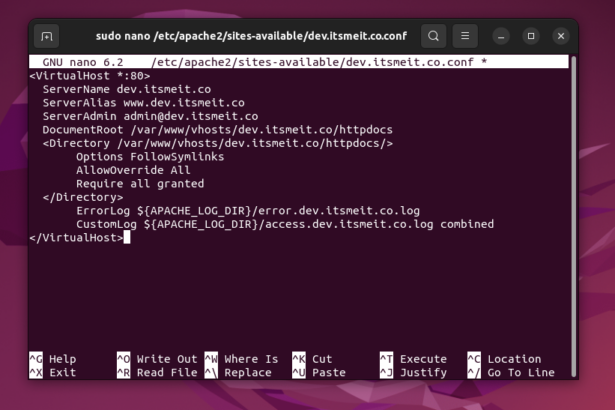 sudo nano /etc/apache2/sites-available/dev.itsmeit.co.conf
GNU nano 6.2 /etc/apache2/sites-available/dev.itsmeit.co.conf *
<VirtualHost *:80>
ServerName dev.itsmeit.co
ServerAlias www.dev.itsmeit.co
ServerAdmin admin@dev.itsmeit.co
DocumentRoot /var/www/vhosts/dev.itsmeit.co/httpdocs
<Directory /var/www/vhosts/dev.itsmeit.co/httpdocs/>
Options FollowSymlinks
AllowOverride All
Require all granted
</Directory>
ErrorLog ${APACHE_LOG_DIR}/error.dev.itsmeit.co.log
CustomLog ${APACHE_LOG_DIR}/access.dev.itsmeit.co.log combined
</VirtualHost>
^G Help ^O Write Out ^W Where Is ^K Cut ^T Execute ^C Location
^X Exit ^R Read File ^\ Replace ^U Paste ^J Justify ^/ Go To Line